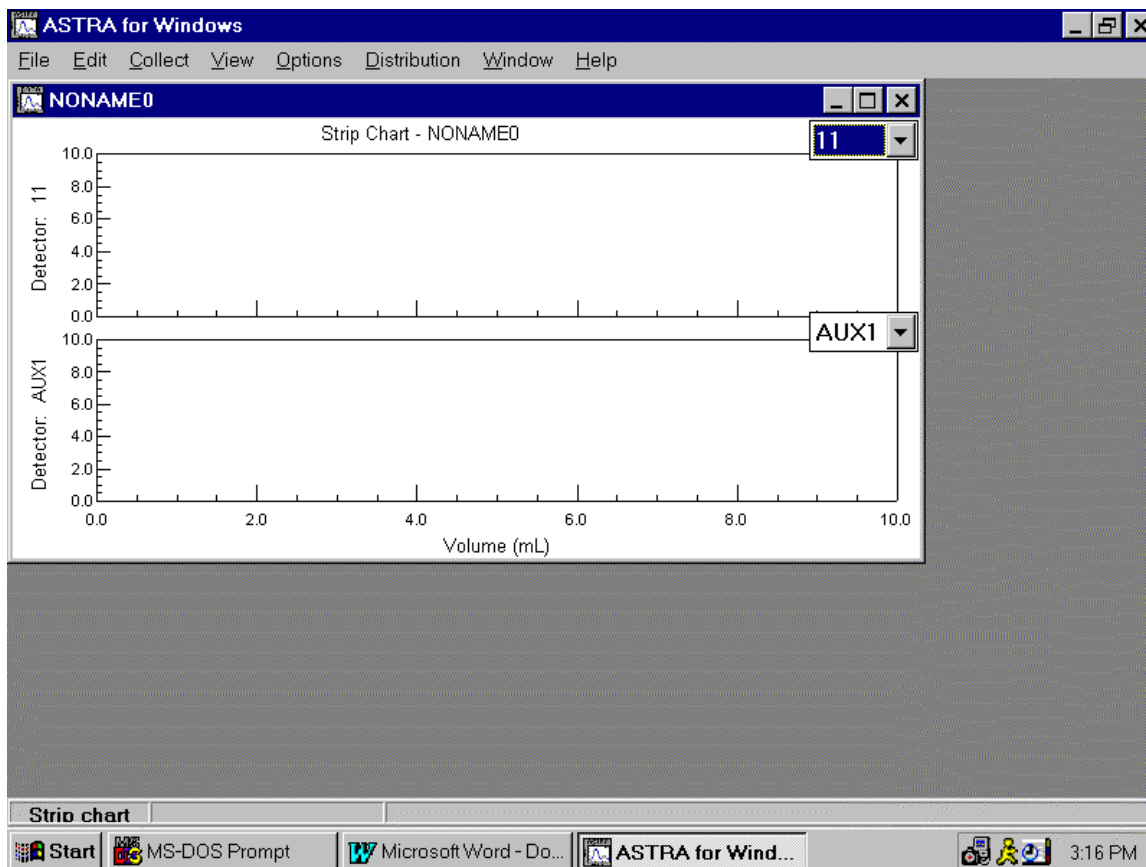 ASTRA for Windows
File Edit Collect View Options Distribution Window Help
NONAME0
Strip Chart - NONAME0
11
Detector: 11
10.0
8.0
6.0
4.0
2.0
0.0
AUX1
Detector: AUX1
10.0
8.0
6.0
4.0
2.0
0.0
0.0 2.0 4.0 6.0 8.0 10.0
Volume (mL)
Strip chart
Start MS-DOS Prompt Microsoft Word - Do... ASTRA for Wind... 3:16 PM